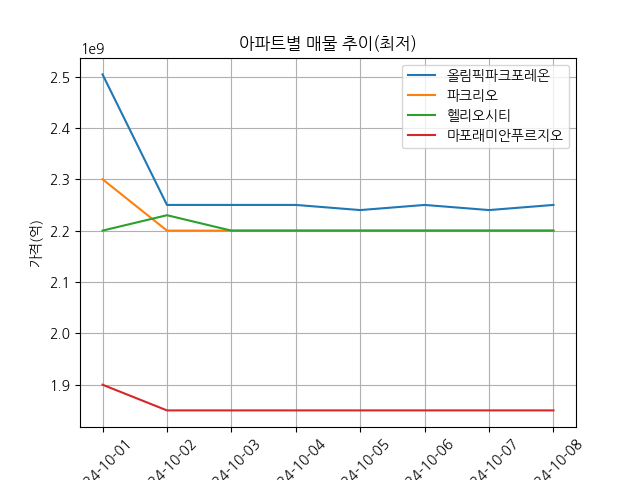 아파트별 매물 추이(최저)
1e9
올림픽파크포레온
파크리오
헬리오시티
마포래미안푸르지오
가격(억)
2.5
2.4
2.3
2.2
2.1
2.0
1.9
24-10-01
24-10-02
24-10-03
24-10-04
24-10-05
24-10-06
24-10-07
24-10-08